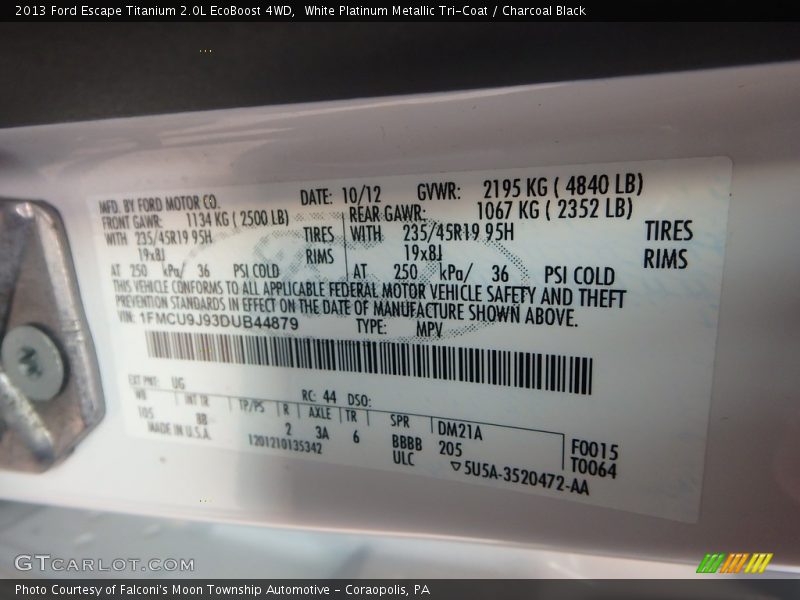 2013 Ford Escape Titanium 2.0L EcoBoost 4WD,  White Platinum Metallic Tri-Coat / Charcoal Black
MFD. BY FORD MOTOR CO. DATE: 10/12 GVWR: 2195 KG ( 4840 LB)
FRONT GAWR: 1134 KG ( 2500 LB) REAR GAWR: 1067 KG ( 2352 LB)
WITH 235/45R19 95H TIRES WITH 235/45R19 95H TIRES
19x8J RIMS 19x8J RIMS
AT 250 kPa/ 36 PSI COLD AT 250 kPa/ 36 PSI COLD
THIS VEHICLE CONFORMS TO ALL APPLICABLE FEDERAL MOTOR VEHICLE SAFETY AND THEFT
PREVENTION STANDARDS IN EFFECT ON THE DATE OF MANUFACTURE SHOWN ABOVE.
VIN: 1FMCU9J93DUB44879 TYPE: MPV
EXT PNT: UG RC: 44 DSO:
WB INT TR TP/PS R AXLE TR SPR DM21A
105 BB 2 3A 6 BBBB 205 F0015
MADE IN U.S.A. 1201210135342 ULC T0064
5U5A-3520472-AA
GTCARLOT.COM
Photo Courtesy of Falconi's Moon Township Automotive - Coraopolis, PA